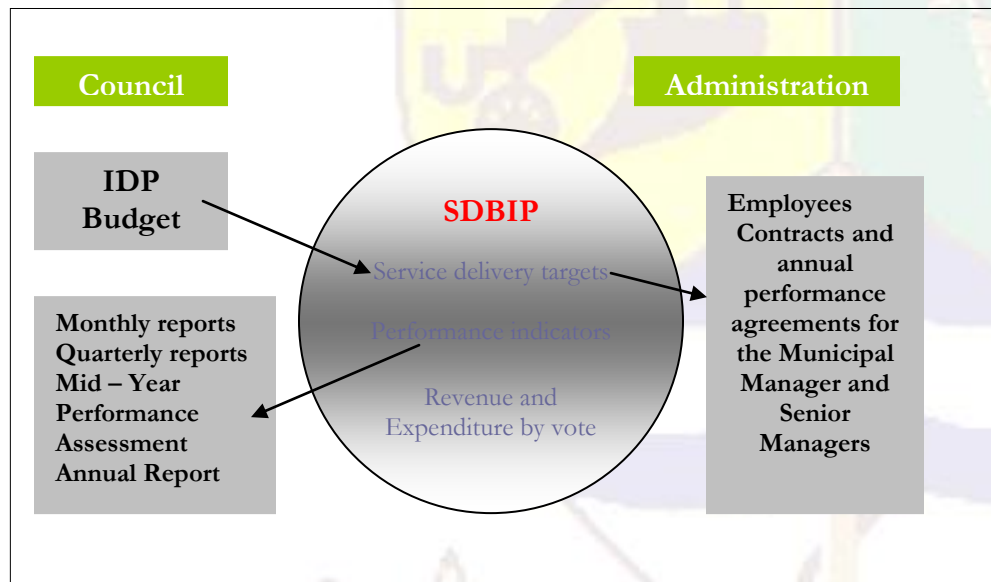 Council
Administration
IDP
Budget
SDBIP
Service delivery targets
Performance indicators
Revenue and
Expenditure by vote
Monthly reports
Quarterly reports
Mid – Year
Performance
Assessment
Annual Report
Employees
Contracts and
annual
performance
agreements for
the Municipal
Manager and
Senior
Managers